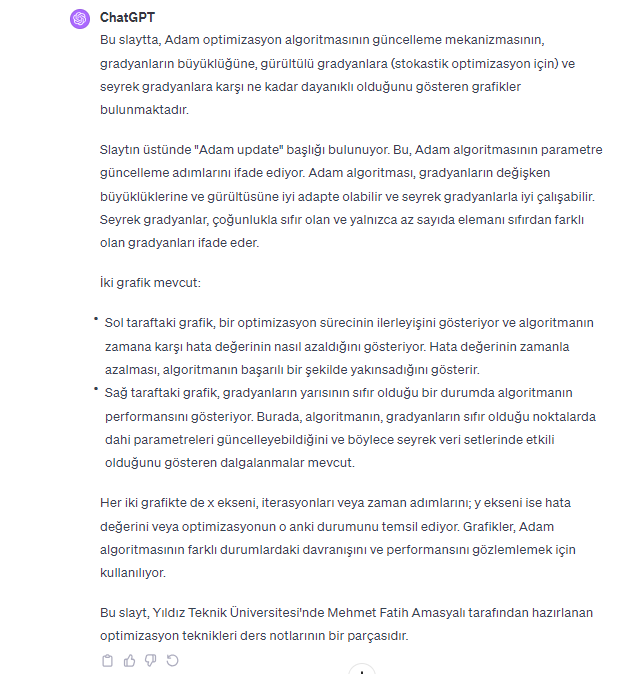 ChatGPT
Bu slaytta, Adam optimizasyon algoritmasının güncelleme mekanizmasının,
gradyanların büyüklüğüne, gürültülü gradyanlara (stokastik optimizasyon için) ve
seyrek gradyanlara karşı ne kadar dayanıklı olduğunu gösteren grafikler
bulunmaktadır.
Slaytın üstünde "Adam update" başlığı bulunuyor. Bu, Adam algoritmasının parametre
güncelleme adımlarını ifade ediyor. Adam algoritması, gradyanların değişken
büyüklüklerine ve gürültüsüne iyi adapte olabilir ve seyrek gradyanlarla iyi çalışabilir.
Seyrek gradyanlar, çoğunlukla sıfır olan ve yalnızca az sayıda elemanı sıfırdan farklı
olan gradyanları ifade eder.
İki grafik mevcut:
• Sol taraftaki grafik, bir optimizasyon sürecinin ilerleyişini gösteriyor ve algoritmanın
zamana karşı hata değerinin nasıl azaldığını gösteriyor. Hata değerinin zamanla
azalması, algoritmanın başarılı bir şekilde yakınsadığını gösterir.
• Sağ taraftaki grafik, gradyanların yarısının sıfır olduğu bir durumda algoritmanın
performansını gösteriyor. Burada, algoritmanın, gradyanların sıfır olduğu noktalarda
dahi parametreleri güncelleyebildiğini ve böylece seyrek veri setlerinde etkili
olduğunu gösteren dalgalanmalar mevcut.
Her iki grafikte de x ekseni, iterasyonları veya zaman adımlarını; y ekseni ise hata
değerini veya optimizasyonun o anki durumunu temsil ediyor. Grafikler, Adam
algoritmasının farklı durumlardaki davranışını ve performansını gözlemlemek için
kullanılıyor.
Bu slayt, Yıldız Teknik Üniversitesi'nde Mehmet Fatih Amasyalı tarafından hazırlanan
optimizasyon teknikleri ders notlarının bir parçasıdır.